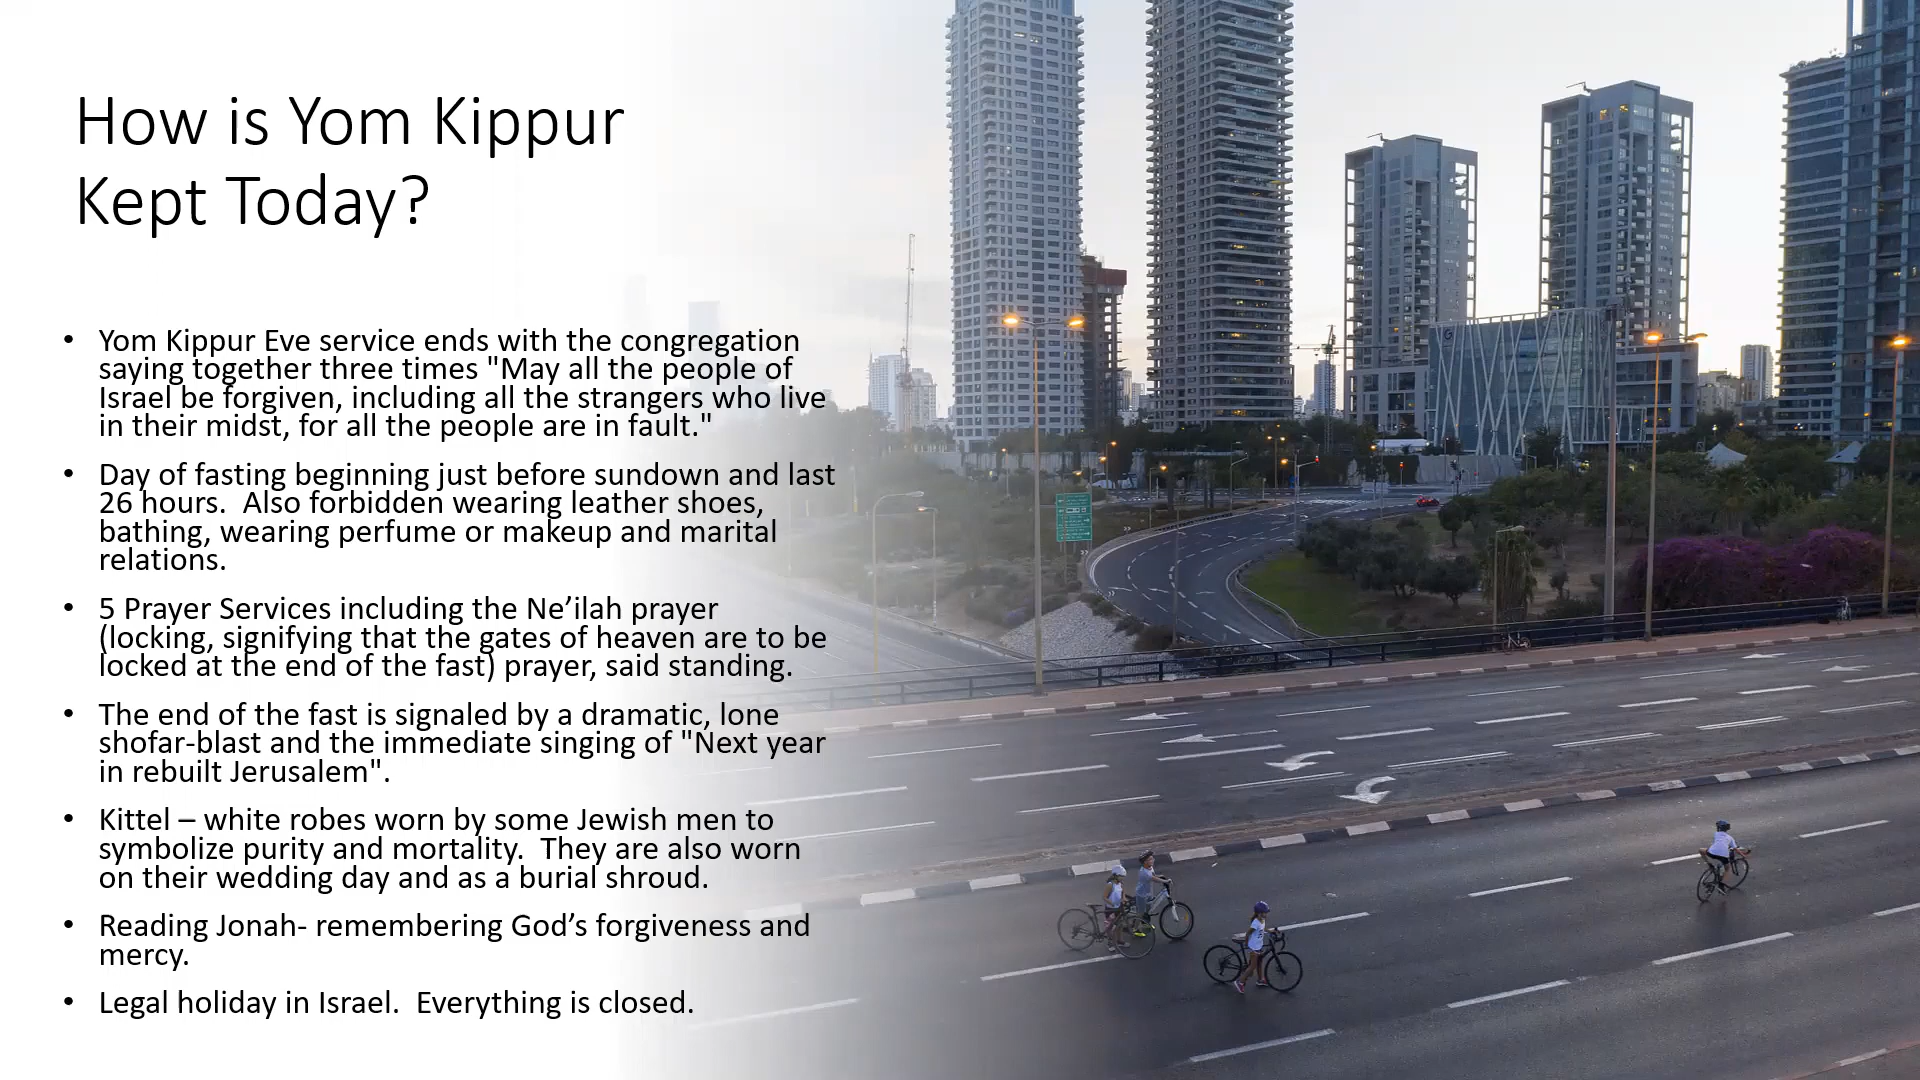 How is Yom Kippur
Kept Today?
• Yom Kippur Eve service ends with the congregation
saying together three times "May all the people of
Israel be forgiven, including all the strangers who live
in their midst, for all the people are in fault."
• Day of fasting beginning just before sundown and last
26 hours.  Also forbidden wearing leather shoes,
bathing, wearing perfume or makeup and marital
relations.
• 5 Prayer Services including the Ne’ilah prayer
(locking, signifying that the gates of heaven are to be
locked at the end of the fast) prayer, said standing.
• The end of the fast is signaled by a dramatic, lone
shofar-blast and the immediate singing of "Next year
in rebuilt Jerusalem".
• Kittel – white robes worn by some Jewish men to
symbolize purity and mortality.  They are also worn
on their wedding day and as a burial shroud.
• Reading Jonah- remembering God’s forgiveness and
mercy.
• Legal holiday in Israel.  Everything is closed.